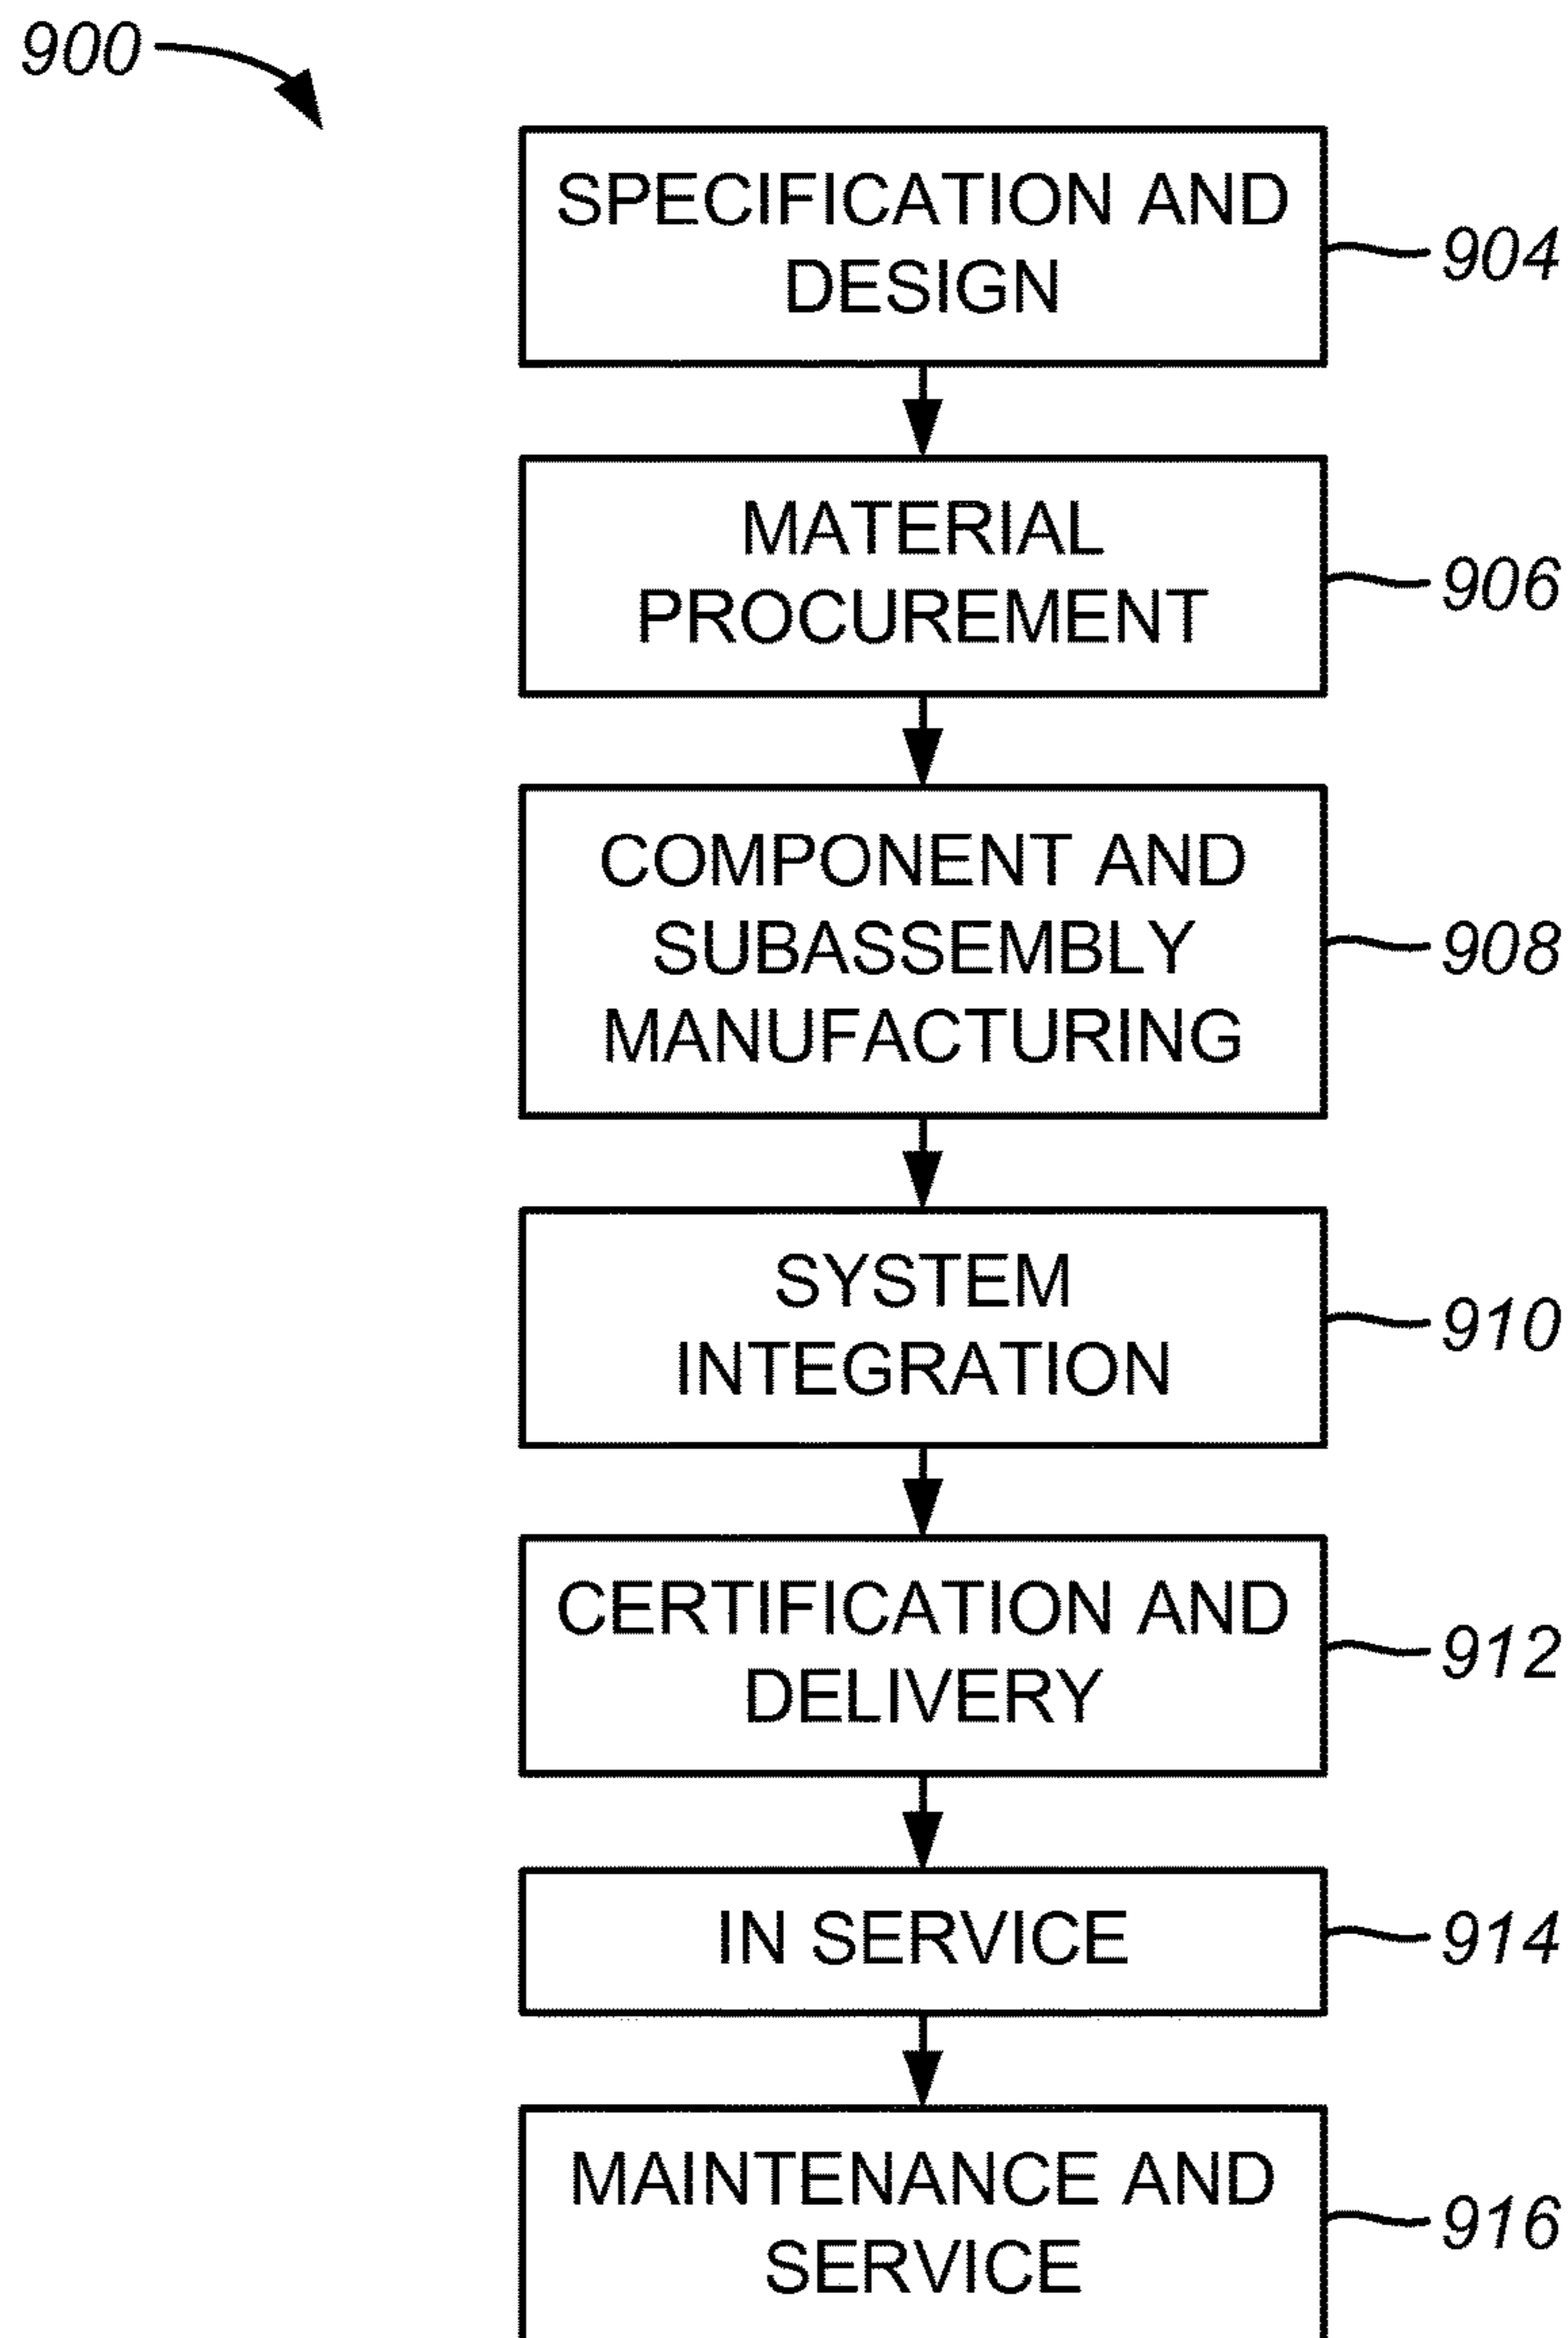 900
SPECIFICATION AND
DESIGN
904
MATERIAL
PROCUREMENT
906
COMPONENT AND
SUBASSEMBLY
MANUFACTURING
908
SYSTEM
INTEGRATION
910
CERTIFICATION AND
DELIVERY
912
IN SERVICE
914
MAINTENANCE AND
SERVICE
916